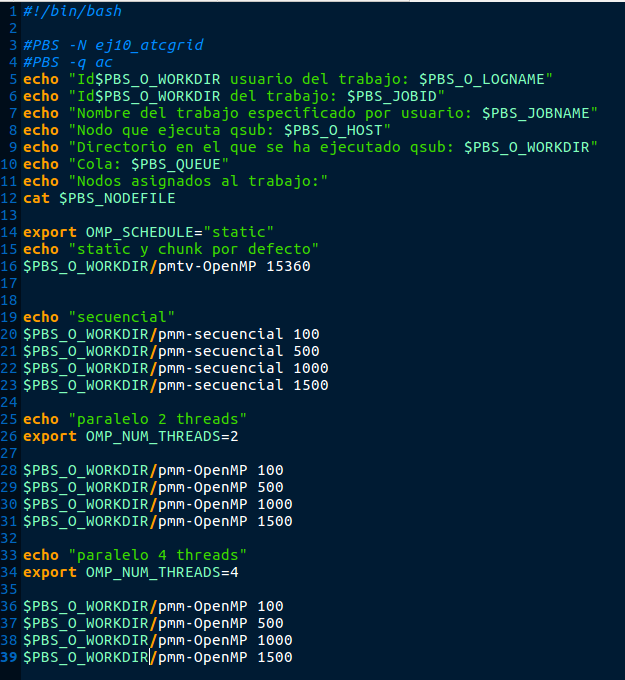 1 #!/bin/bash
2
3 #PBS -N ej10_atcgrid
4 #PBS -q ac
5 echo "Id$PBS_O_WORKDIR usuario del trabajo: $PBS_O_LOGNAME"
6 echo "Id$PBS_O_WORKDIR del trabajo: $PBS_JOBID"
7 echo "Nombre del trabajo especificado por usuario: $PBS_JOBNAME"
8 echo "Nodo que ejecuta qsub: $PBS_O_HOST"
9 echo "Directorio en el que se ha ejecutado qsub: $PBS_O_WORKDIR"
10 echo "Cola: $PBS_QUEUE"
11 echo "Nodos asignados al trabajo:"
12 cat $PBS_NODEFILE
13
14 export OMP_SCHEDULE="static"
15 echo "static y chunk por defecto"
16 $PBS_O_WORKDIR/pmtv-OpenMP 15360
17
18
19 echo "secuencial"
20 $PBS_O_WORKDIR/pmm-secuencial 100
21 $PBS_O_WORKDIR/pmm-secuencial 500
22 $PBS_O_WORKDIR/pmm-secuencial 1000
23 $PBS_O_WORKDIR/pmm-secuencial 1500
24
25 echo "paralelo 2 threads"
26 export OMP_NUM_THREADS=2
27
28 $PBS_O_WORKDIR/pmm-OpenMP 100
29 $PBS_O_WORKDIR/pmm-OpenMP 500
30 $PBS_O_WORKDIR/pmm-OpenMP 1000
31 $PBS_O_WORKDIR/pmm-OpenMP 1500
32
33 echo "paralelo 4 threads"
34 export OMP_NUM_THREADS=4
35
36 $PBS_O_WORKDIR/pmm-OpenMP 100
37 $PBS_O_WORKDIR/pmm-OpenMP 500
38 $PBS_O_WORKDIR/pmm-OpenMP 1000
39 $PBS_O_WORKDIR/pmm-OpenMP 1500